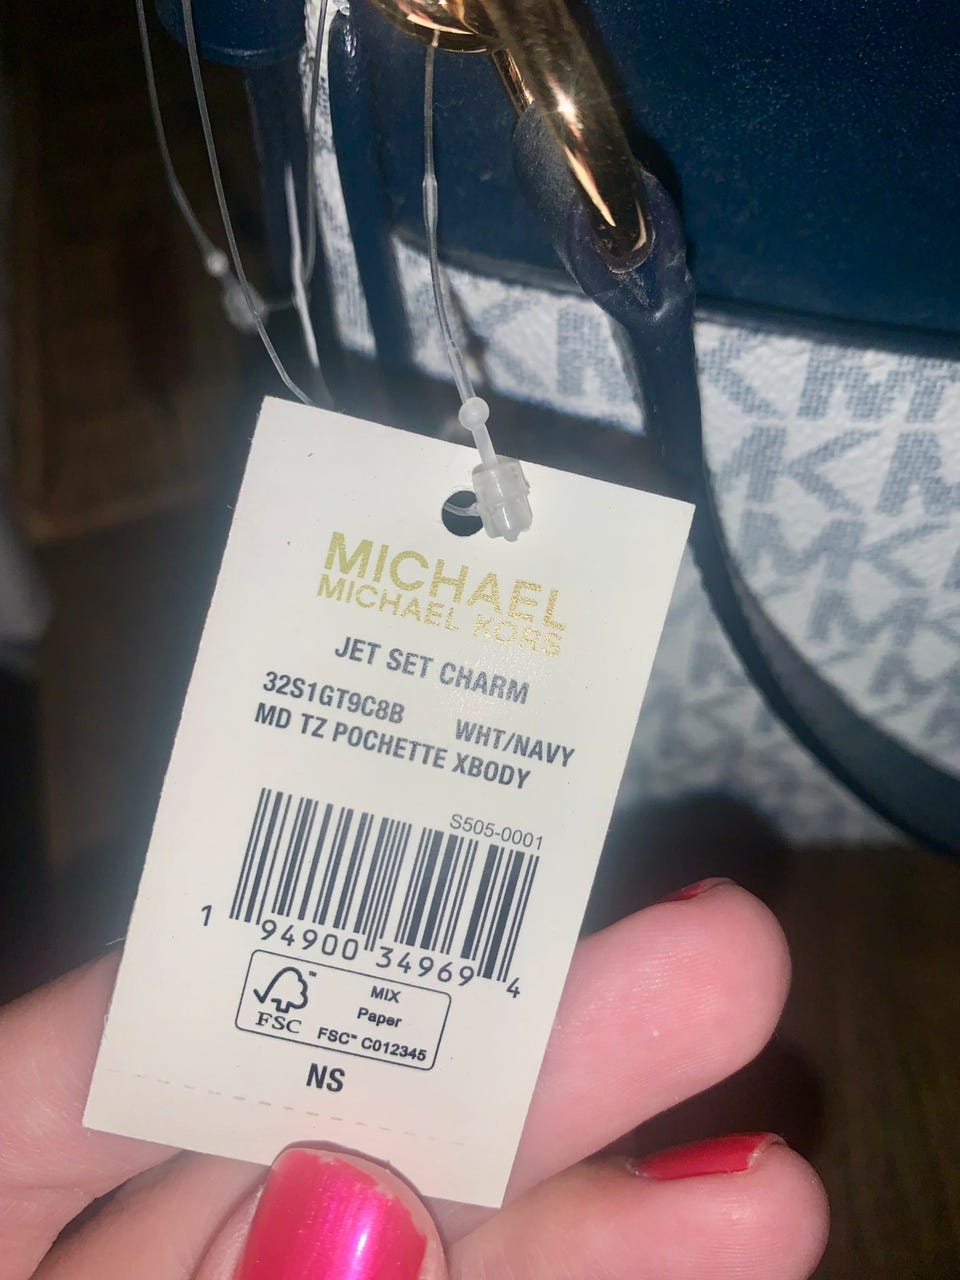 MICHAEL
MICHAEL KORS
JET SET CHARM
32S1GT9C8B WHT/NAVY
MD TZ POCHETTE XBODY
S505-0001
1 94900 34969 4
FSC
MIX
Paper
FSC™ C012345
NS